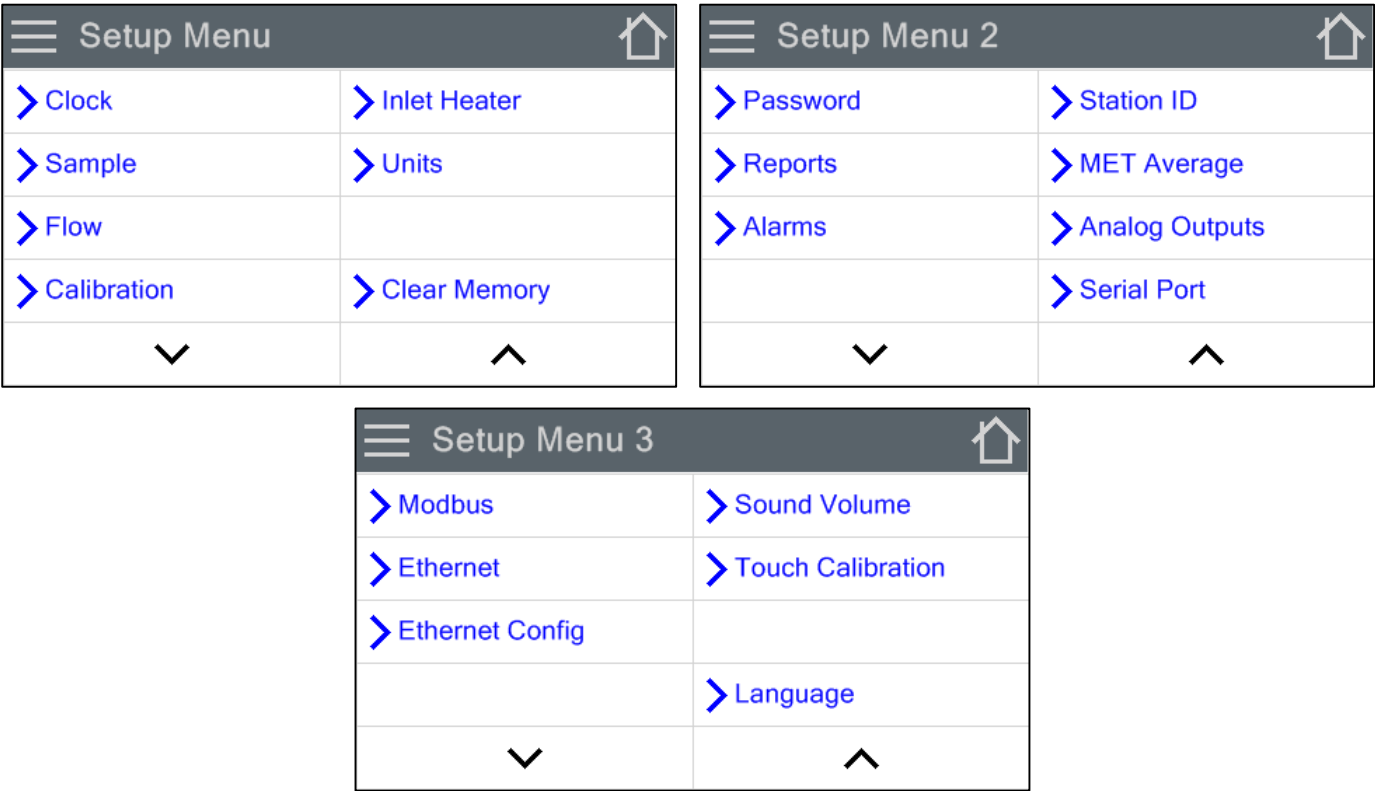 Setup Menu
Clock
Inlet Heater
Sample
Units
Flow
Calibration
Clear Memory
Setup Menu 2
Password
Station ID
Reports
MET Average
Alarms
Analog Outputs
Serial Port
Setup Menu 3
Modbus
Sound Volume
Ethernet
Touch Calibration
Ethernet Config
Language